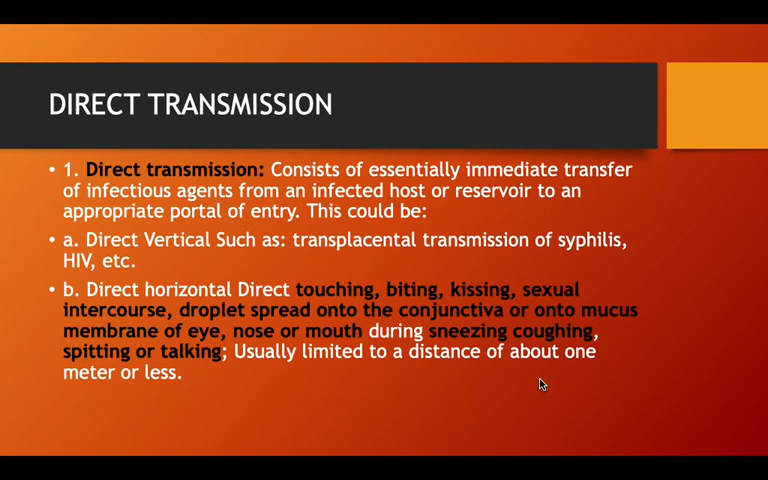 DIRECT TRANSMISSION
• 1. Direct transmission: Consists of essentially immediate transfer
of infectious agents from an infected host or reservoir to an
appropriate portal of entry. This could be:
• a. Direct Vertical Such as: transplacental transmission of syphilis,
HIV, etc.
• b. Direct horizontal Direct touching, biting, kissing, sexual
intercourse, droplet spread onto the conjunctiva or onto mucus
membrane of eye, nose or mouth during sneezing coughing,
spitting or talking; Usually limited to a distance of about one
meter or less.